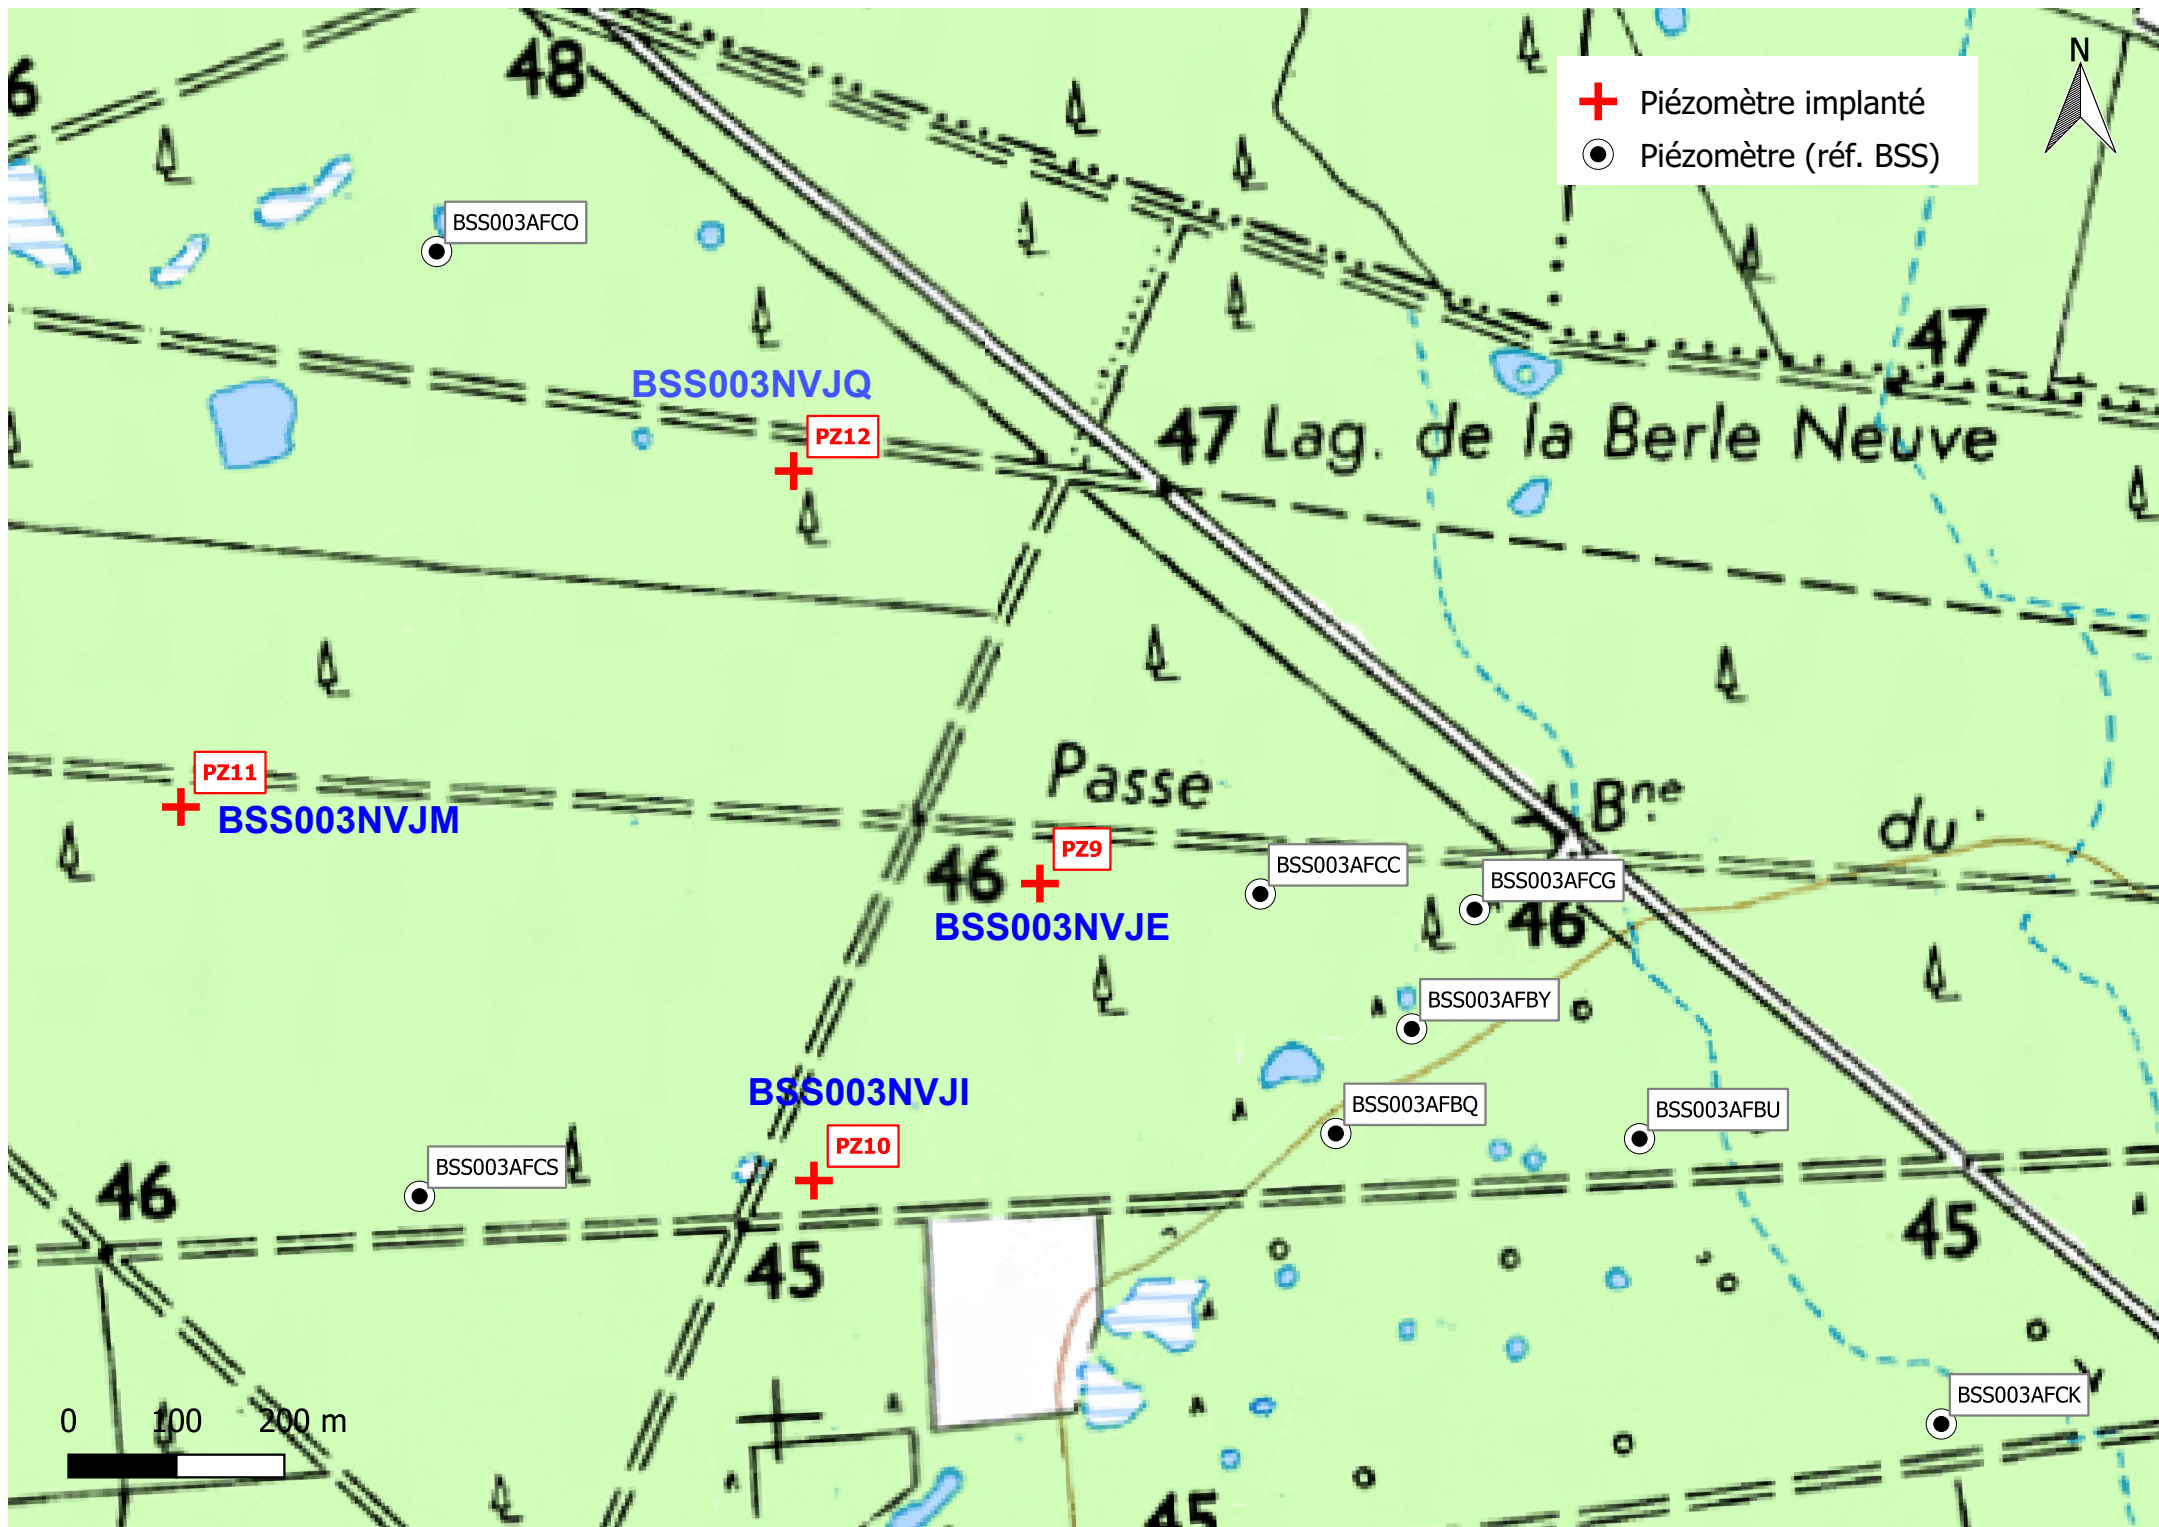 48
6
N
Piézomètre implanté
Piézomètre (réf. BSS)
BSS003AFCO
47
BSS003NVJQ
PZ12
47 Lag. de la Berle Neuve
PZ11
BSS003NVJM
Passe
Bne
du
PZ9
46
BSS003AFCC
BSS003AFCG
46
BSS003NVJE
BSS003AFBY
BSS003NVJI
BSS003AFBQ
BSS003AFBU
PZ10
BSS003AFCS
46
45
45
BSS003AFCK
0 100 200 m
45